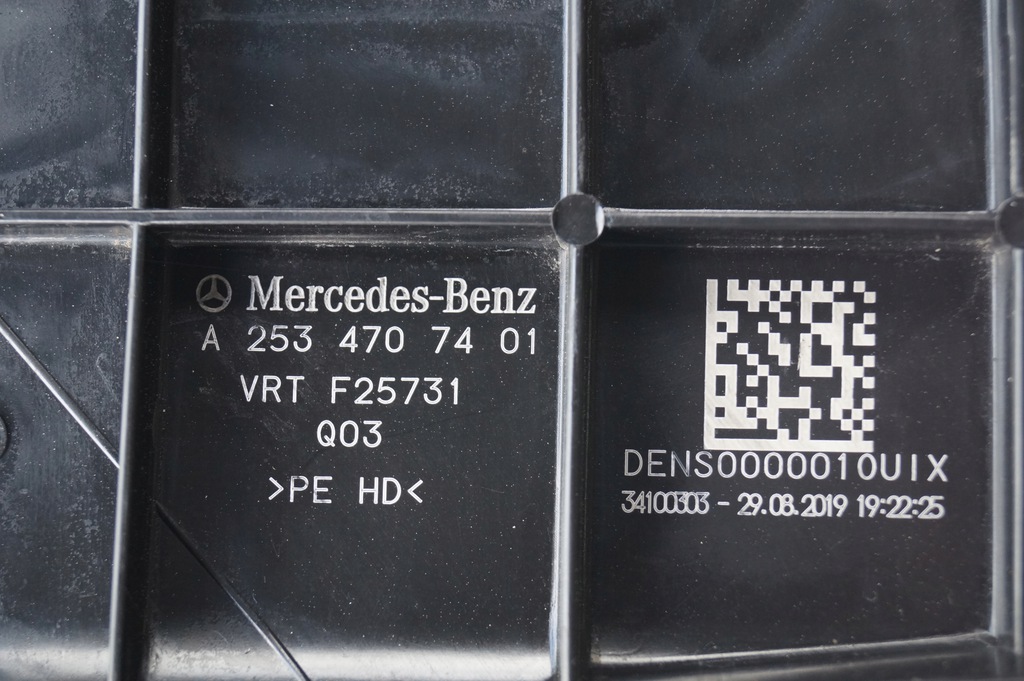 Mercedes-Benz
A 253 470 74 01
VRT F25731
Q03
>PE HD<
DENS0000010UIX
34100303 - 29.08.2019 19:22:25